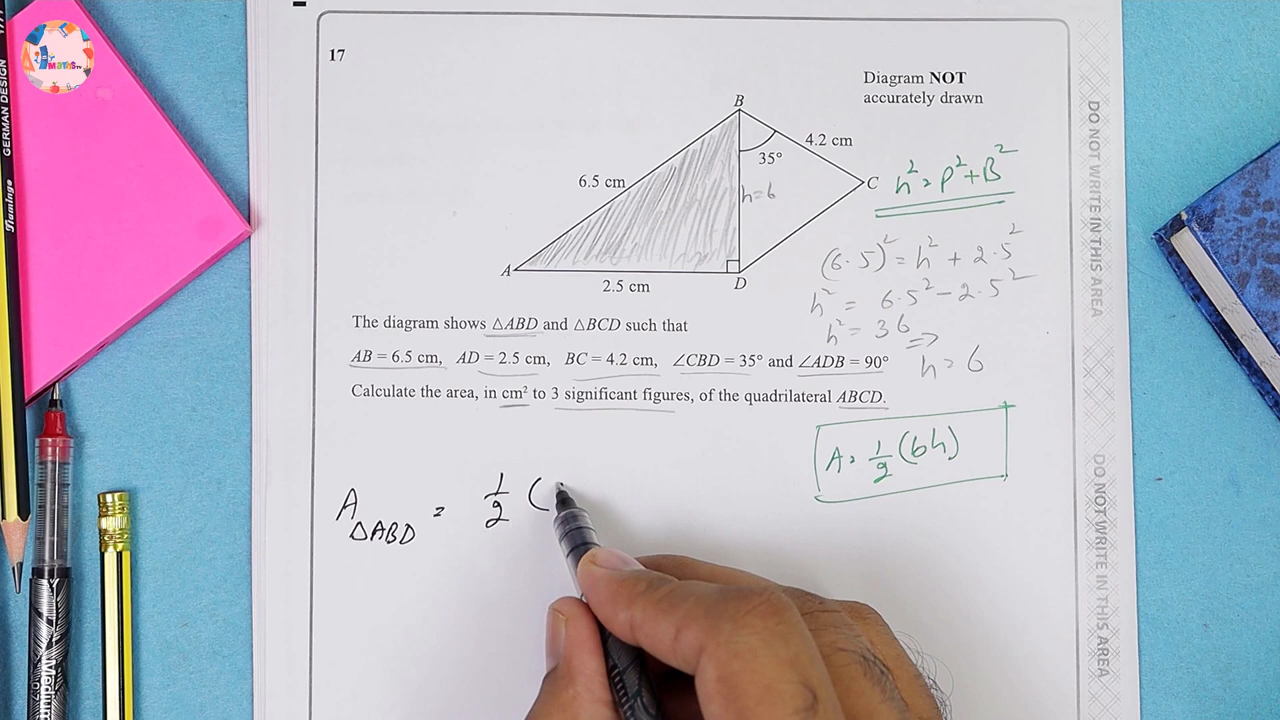 MATHS TV
17
Diagram NOT
accurately drawn
B
4.2 cm
35°
6.5 cm
C
h=6
A
2.5 cm
D
h² = P² + B²
(6.5)² = h² + 2.5²
h² = 6.5² - 2.5²
h² = 36 =>
h = 6
The diagram shows △ABD and △BCD such that
AB = 6.5 cm, AD = 2.5 cm, BC = 4.2 cm, ∠CBD = 35° and ∠ADB = 90°
Calculate the area, in cm² to 3 significant figures, of the quadrilateral ABCD.
A = 1/2 (bh)
A △ABD = 1/2 (
DO NOT WRITE IN THIS AREA
DO NOT WRITE IN THIS AREA
GERMAN DESIGN
Flamingo
Medium